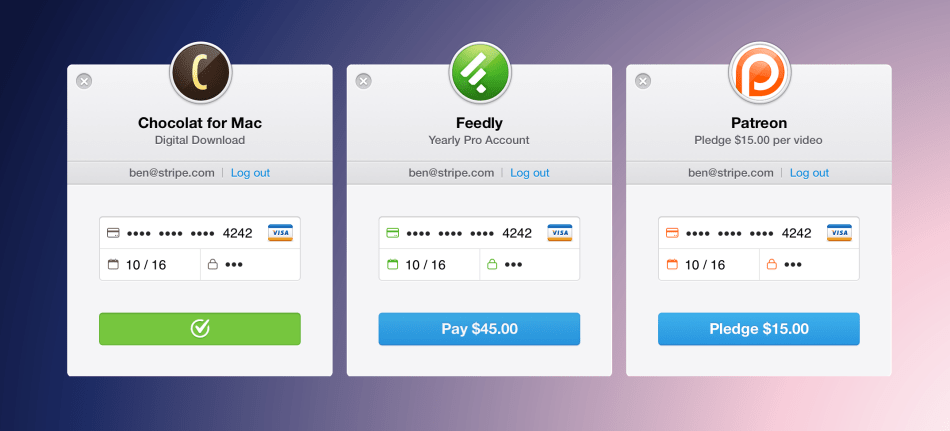 Chocolat for Mac
Digital Download
ben@stripe.com | Log out
•••• •••• •••• 4242 VISA
10 / 16 •••
Feedly
Yearly Pro Account
ben@stripe.com | Log out
•••• •••• •••• 4242 VISA
10 / 16 •••
Pay $45.00
Patreon
Pledge $15.00 per video
ben@stripe.com | Log out
•••• •••• •••• 4242 VISA
10 / 16 •••
Pledge $15.00